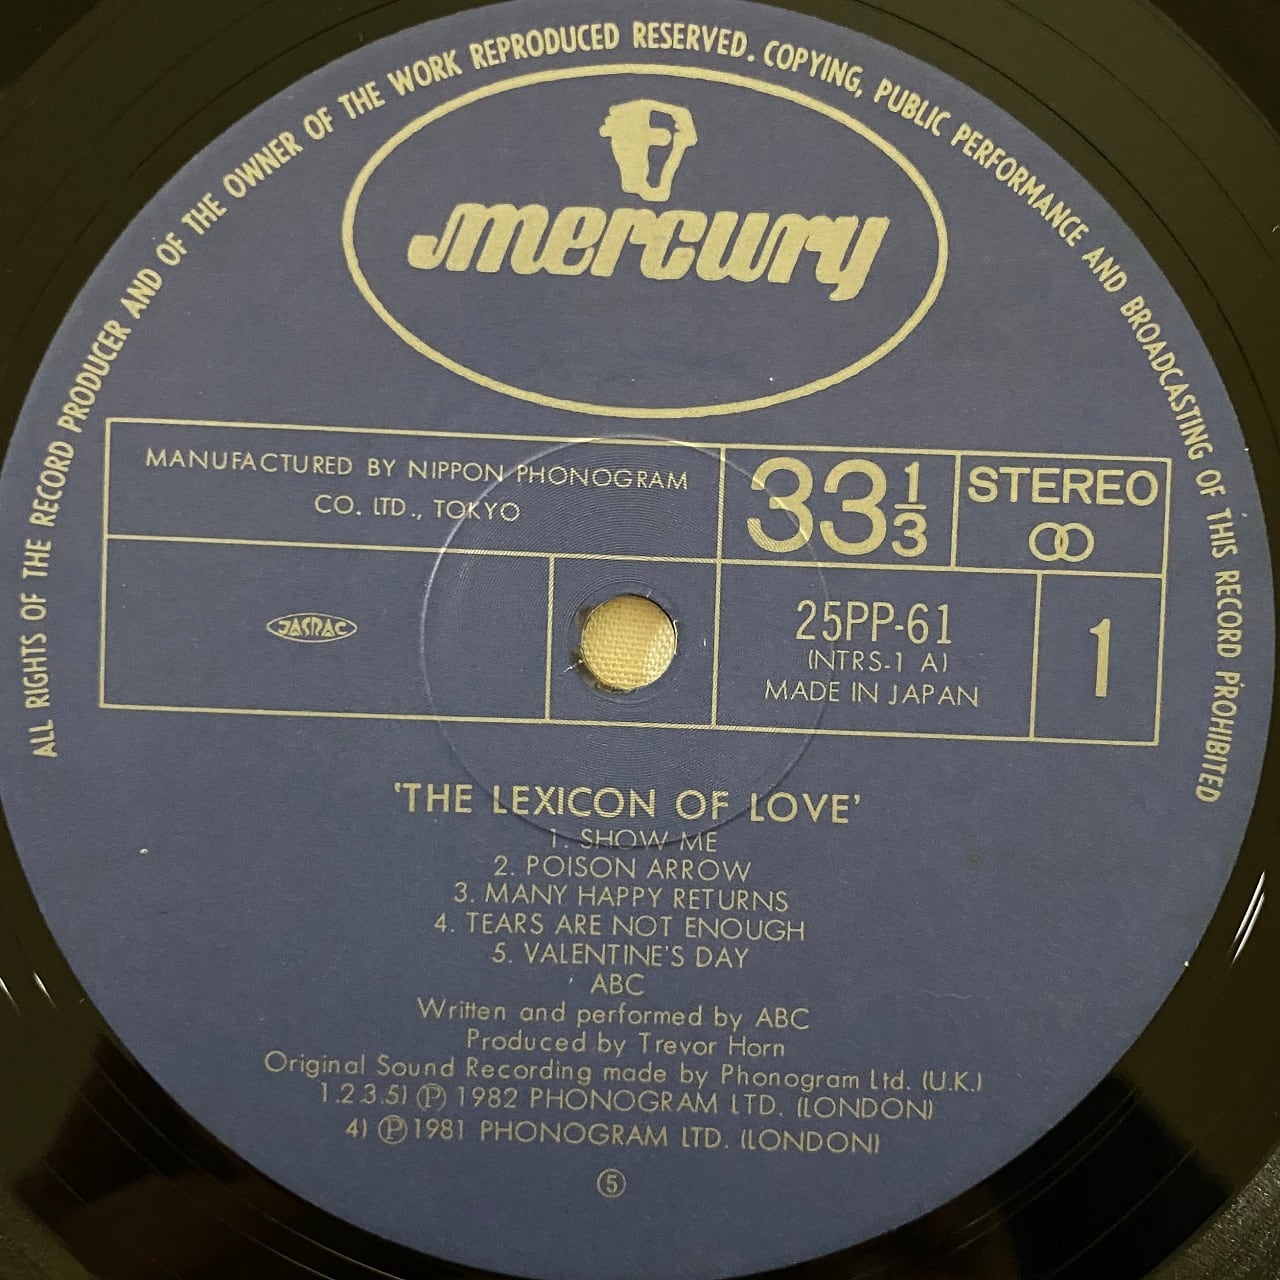 ALL RIGHTS OF THE RECORD PRODUCER AND OF THE OWNER OF THE WORK REPRODUCED RESERVED. COPYING, PUBLIC PERFORMANCE AND BROADCASTING OF THIS RECORD PROHIBITED
mercury
MANUFACTURED BY NIPPON PHONOGRAM
CO. LTD., TOKYO
33 1/3
STEREO
JASRAC
25PP-61
(NTRS-1 A)
MADE IN JAPAN
1
'THE LEXICON OF LOVE'
1. SHOW ME
2. POISON ARROW
3. MANY HAPPY RETURNS
4. TEARS ARE NOT ENOUGH
5. VALENTINE'S DAY
ABC
Written and performed by ABC
Produced by Trevor Horn
Original Sound Recording made by Phonogram Ltd. (U.K.)
1.2.3.5) Ⓟ 1982 PHONOGRAM LTD. (LONDON)
4) Ⓟ 1981 PHONOGRAM LTD. (LONDON)
⑤